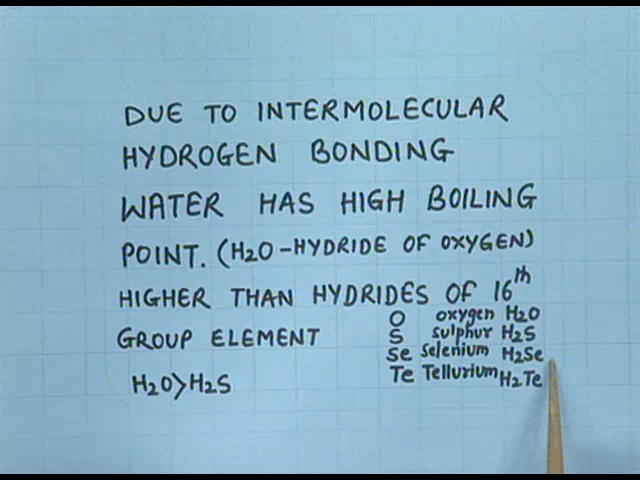 DUE TO INTERMOLECULAR
HYDROGEN BONDING
WATER HAS HIGH BOILING
POINT. (H2O-HYDRIDE OF OXYGEN)
HIGHER THAN HYDRIDES OF 16th
GROUP ELEMENT
O oxygen H2O
S sulphur H2S
Se Selenium H2Se
Te Tellurium H2Te
H2O>H2S